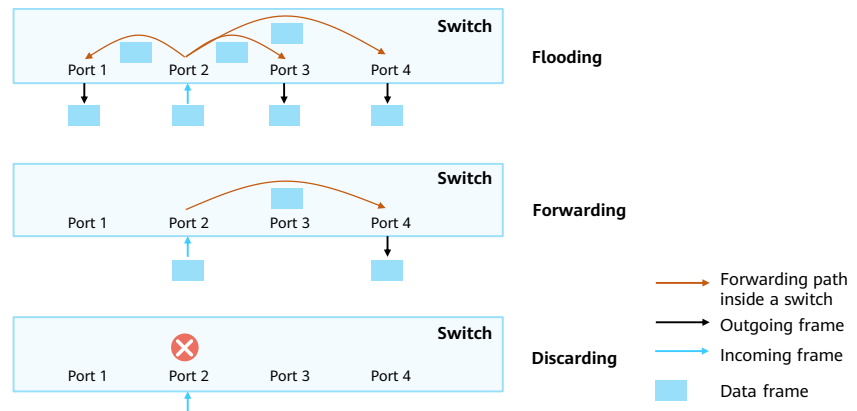 Switch
Port 1 Port 2 Port 3 Port 4
Flooding
Switch
Port 1 Port 2 Port 3 Port 4
Forwarding
Switch
Port 1 Port 2 Port 3 Port 4
Discarding
Forwarding path
inside a switch
Outgoing frame
Incoming frame
Data frame